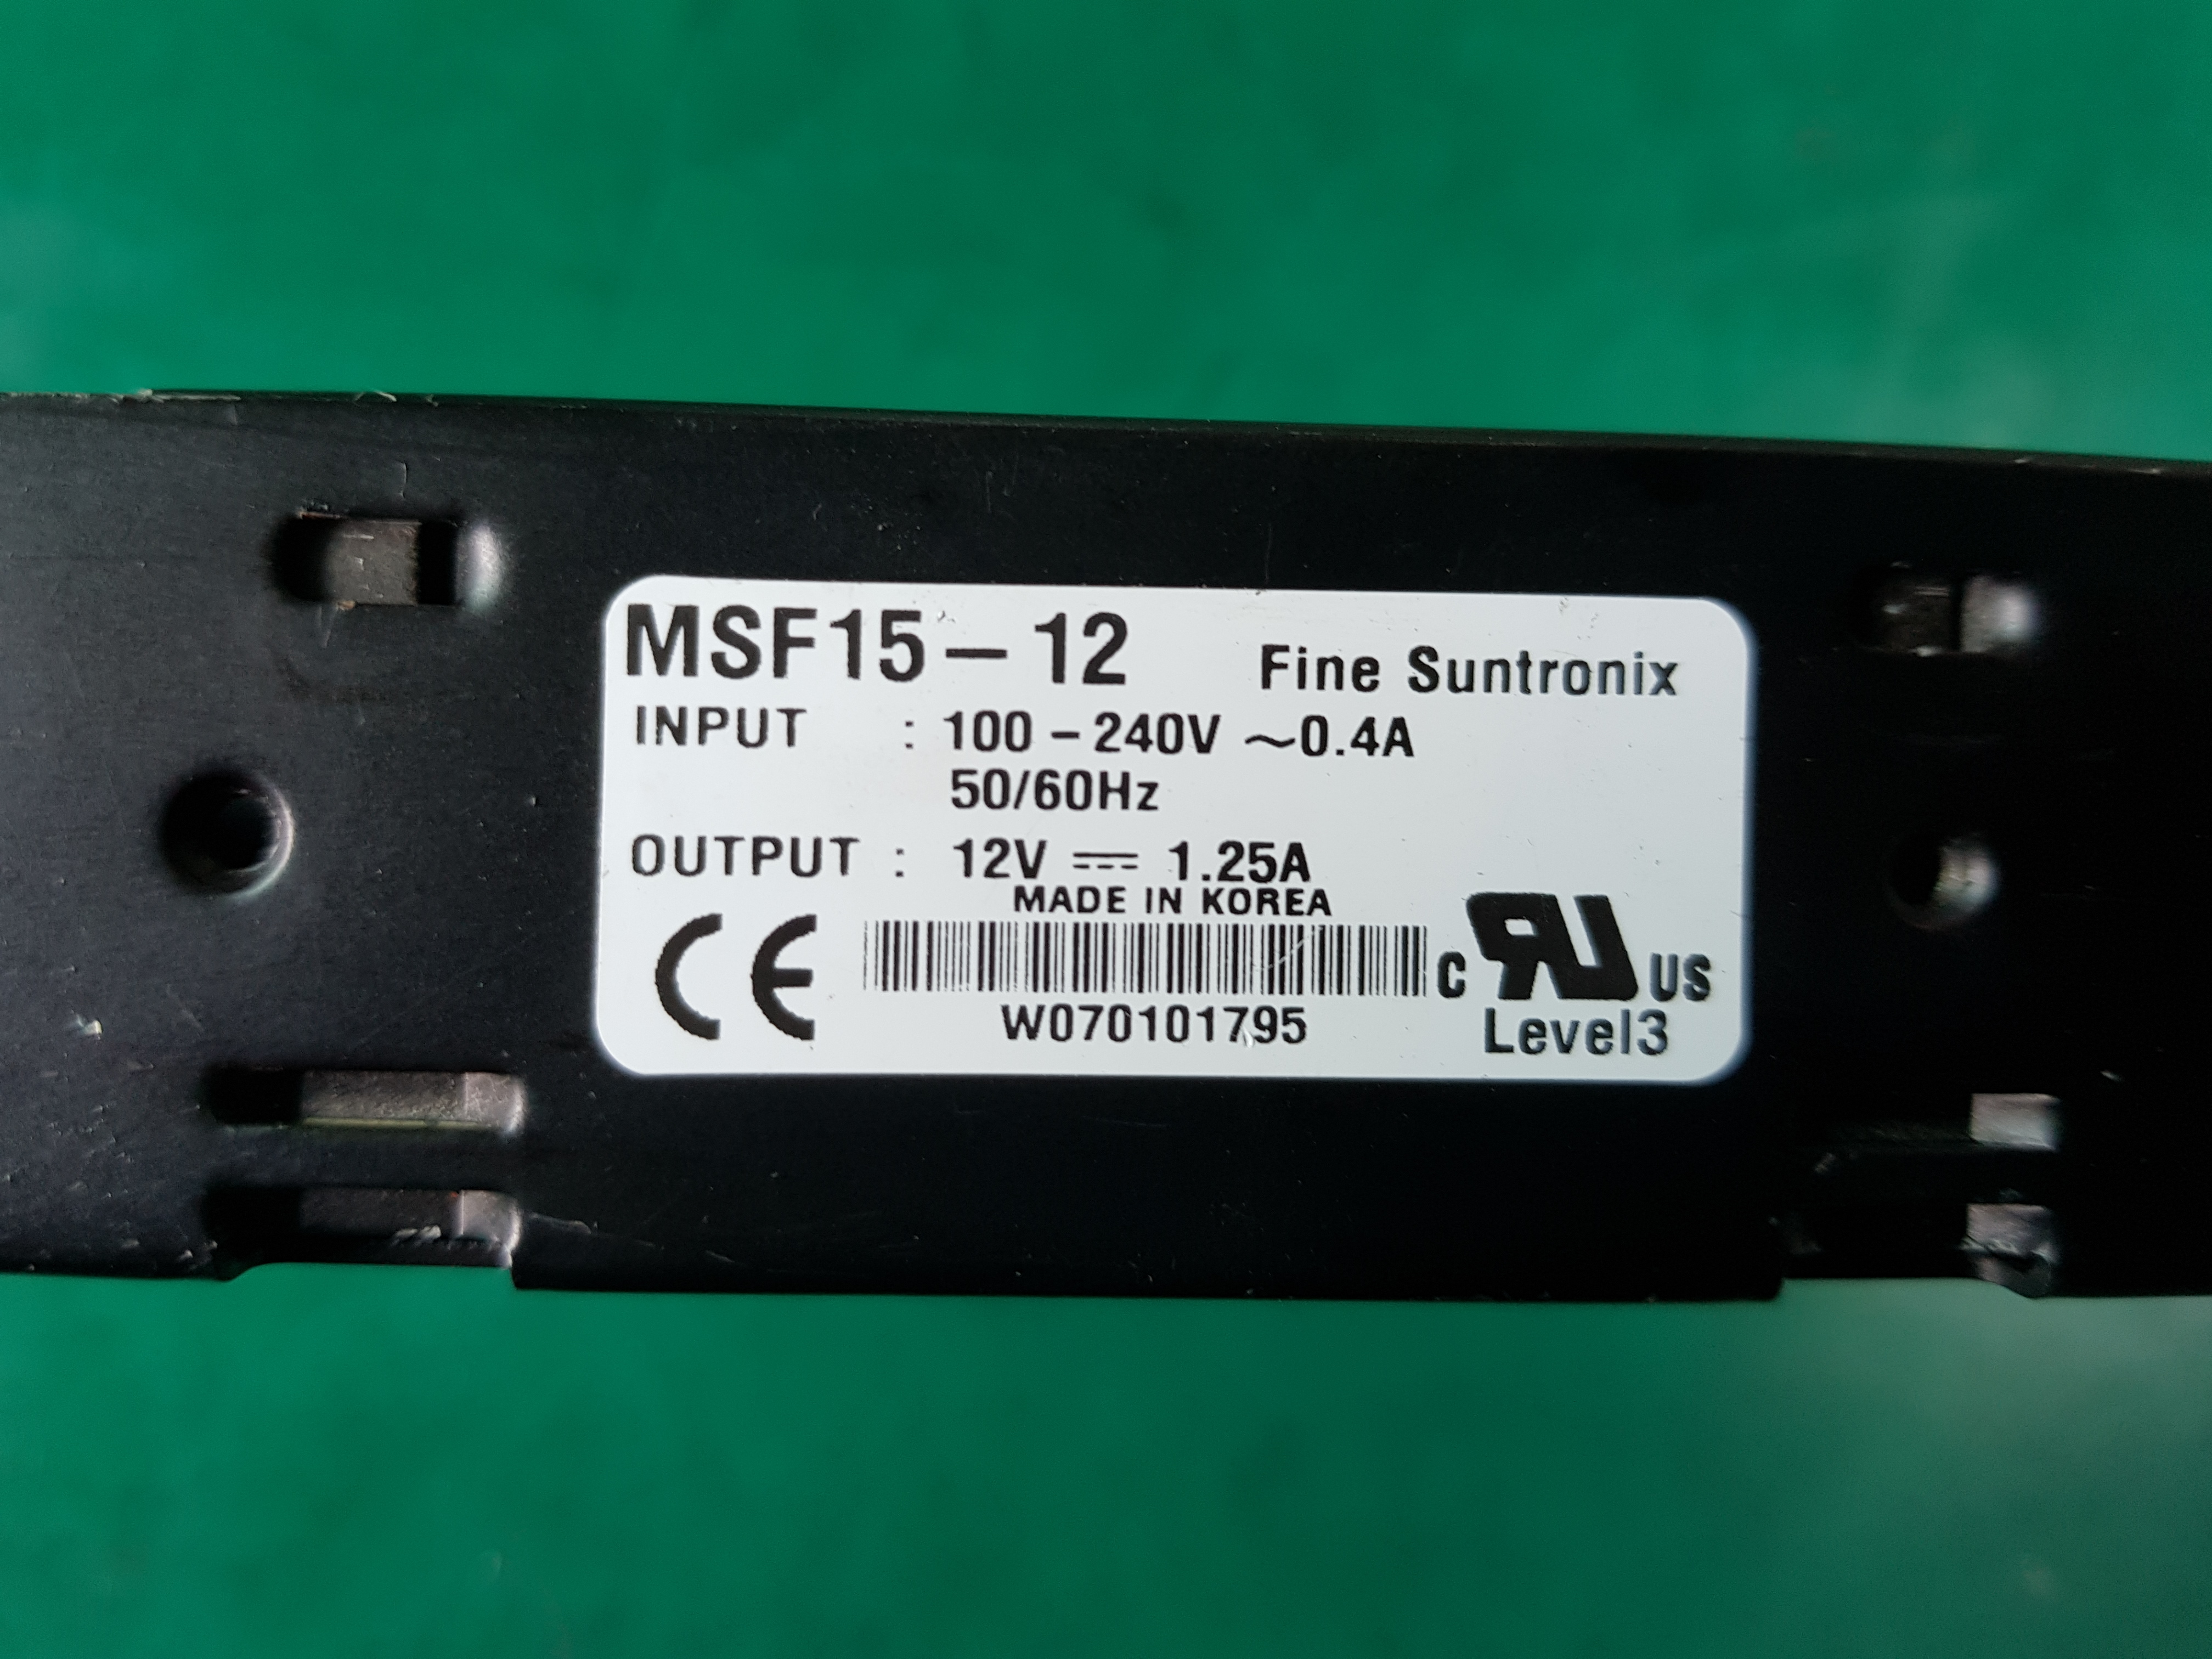 MSF15-12 Fine Suntronix
INPUT : 100-240V ~0.4A
50/60Hz
OUTPUT : 12V ⎓ 1.25A
MADE IN KOREA
CE
W070101795
c RU US
Level3